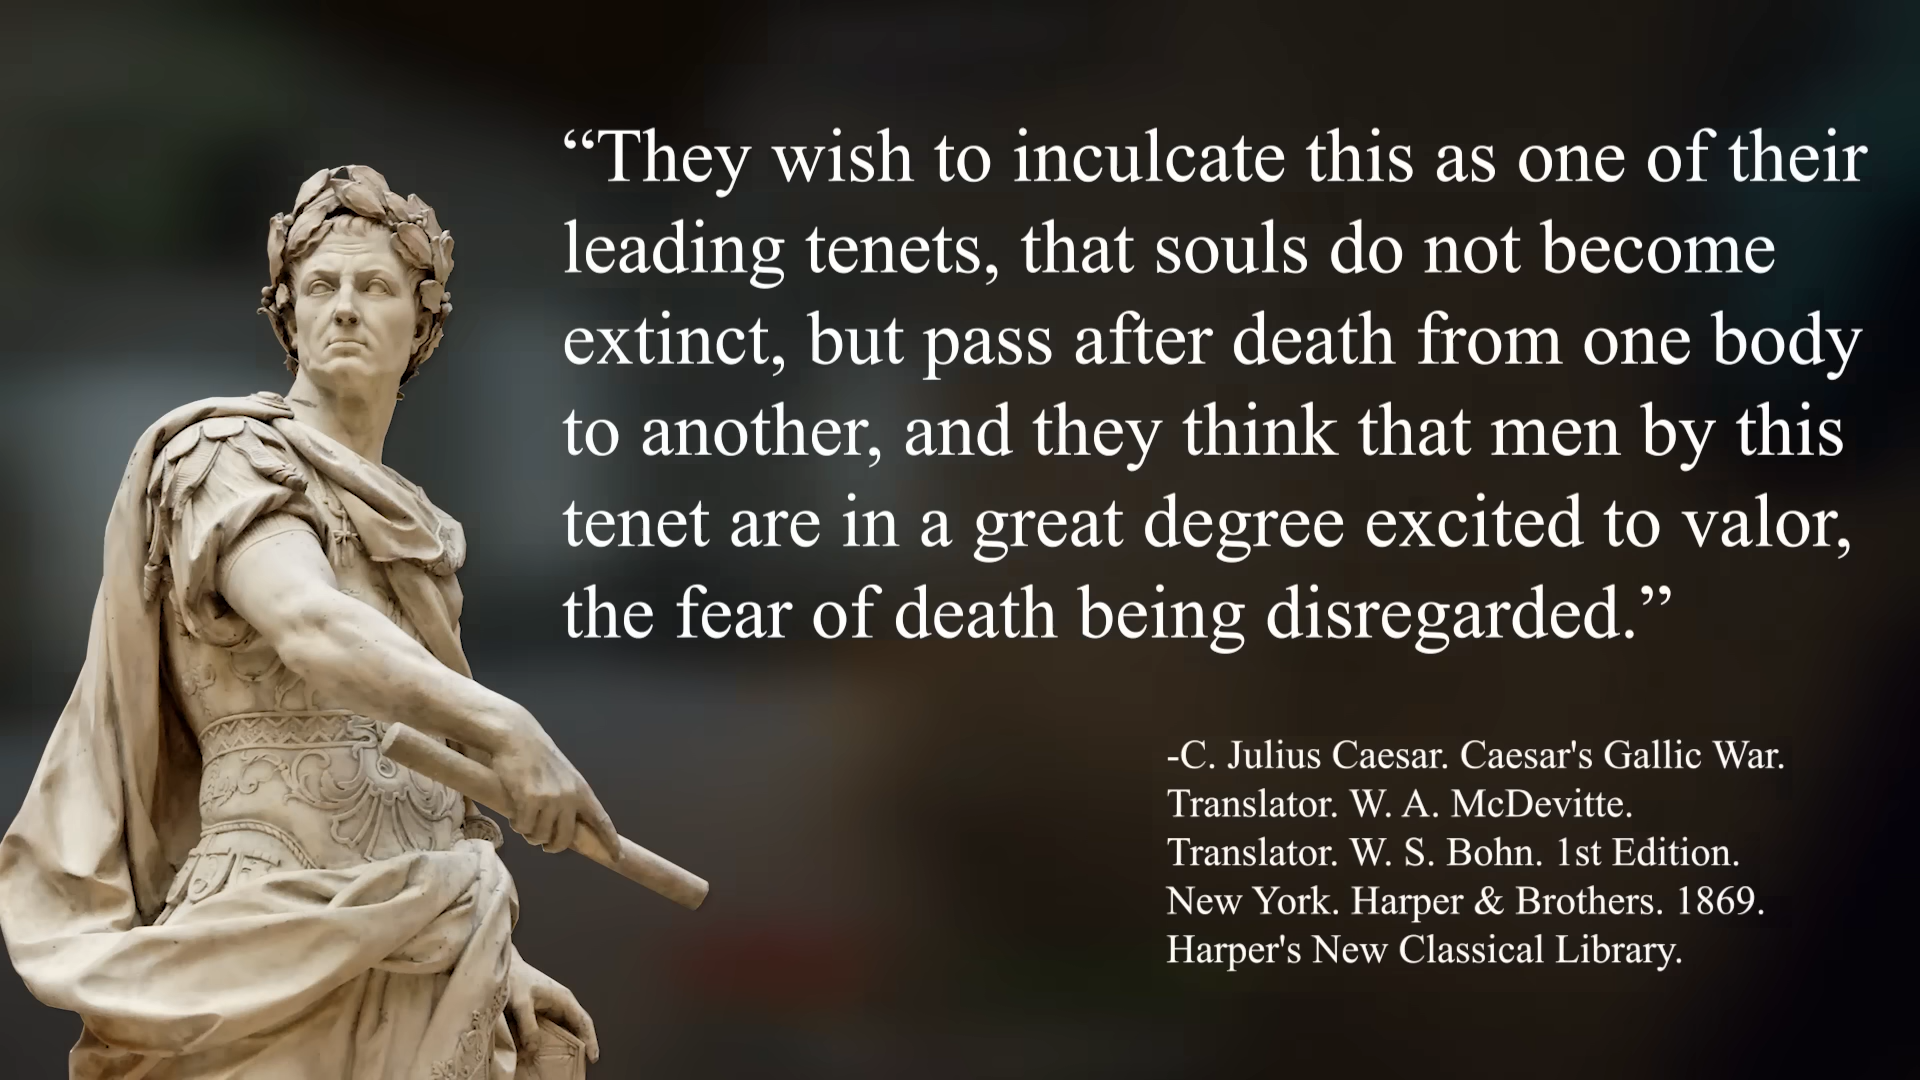 “They wish to inculcate this as one of their
leading tenets, that souls do not become
extinct, but pass after death from one body
to another, and they think that men by this
tenet are in a great degree excited to valor,
the fear of death being disregarded.”
-C. Julius Caesar. Caesar's Gallic War.
Translator. W. A. McDevitte.
Translator. W. S. Bohn. 1st Edition.
New York. Harper & Brothers. 1869.
Harper's New Classical Library.